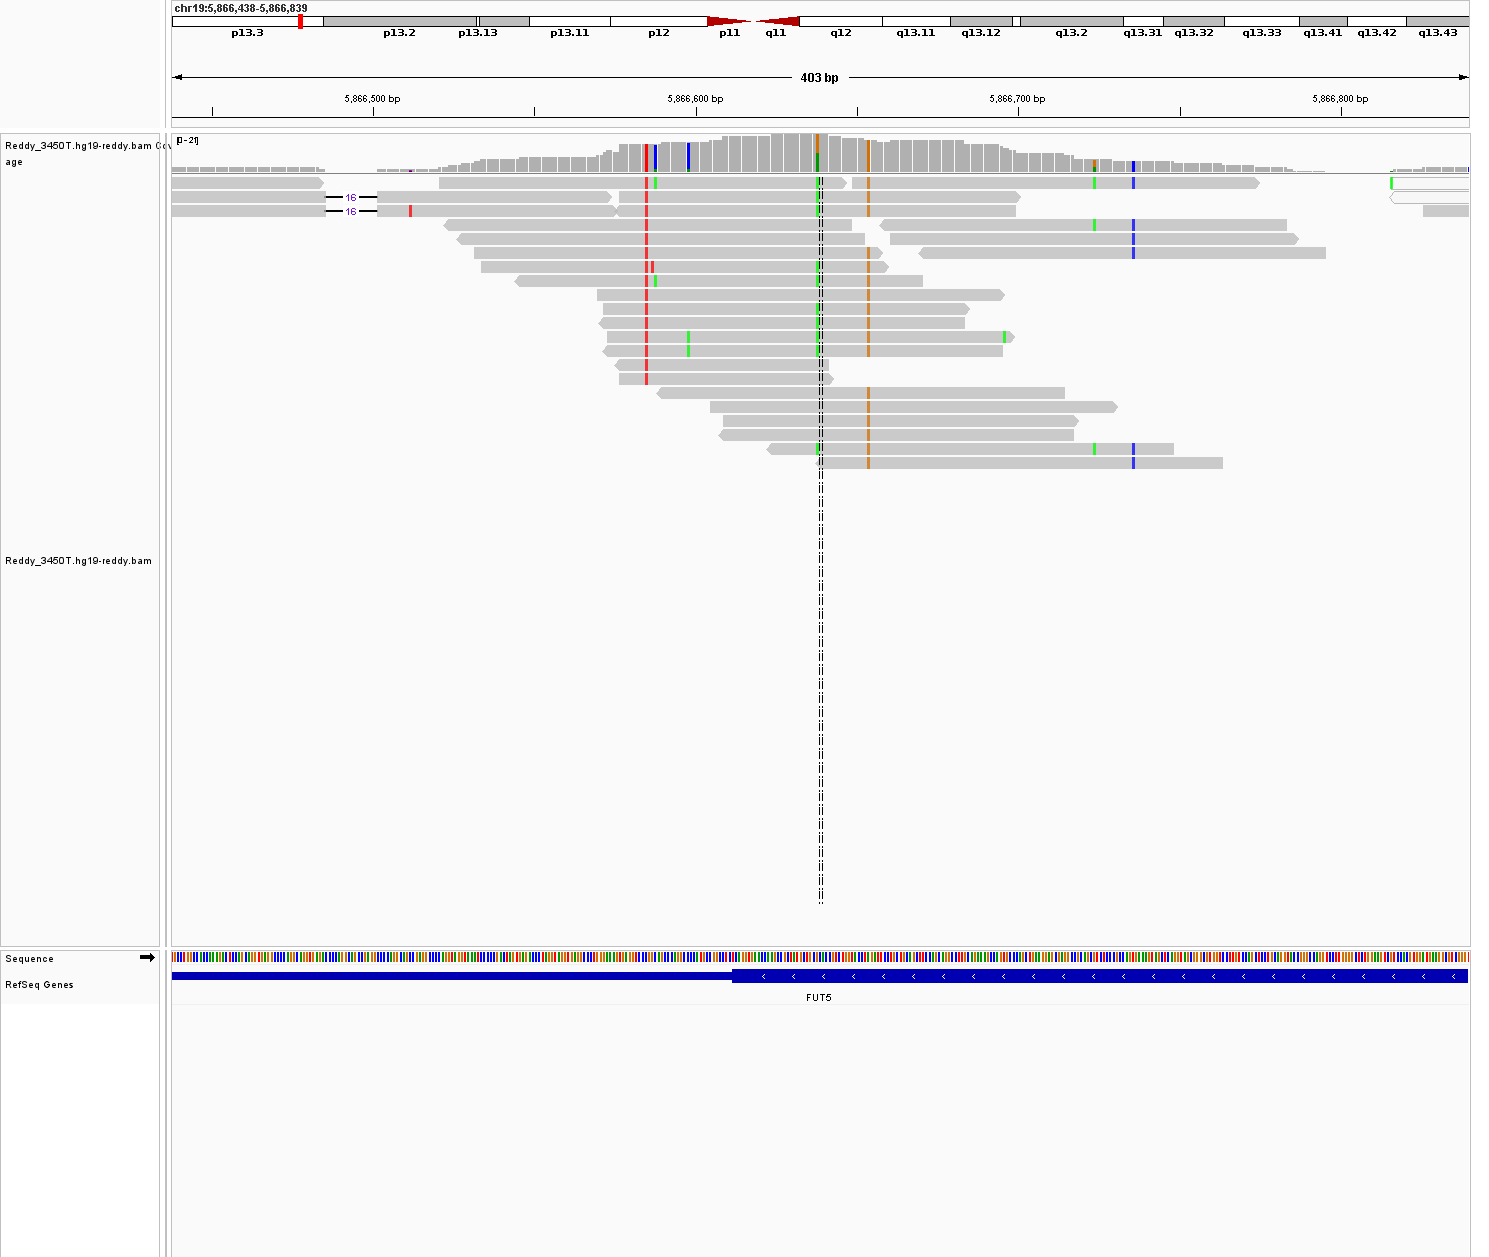 chr19:5,866,438-5,866,839
p13.3 p13.2 p13.13 p13.11 p12 p11 q11 q12 q13.11 q13.12 q13.2 q13.31 q13.32 q13.33 q13.41 q13.42 q13.43
403 bp
5,866,500 bp 5,866,600 bp 5,866,700 bp 5,866,800 bp
[0-21]
Reddy_3450T.hg19-reddy.bam Cov
age
16
16
Reddy_3450T.hg19-reddy.bam
Sequence
RefSeq Genes
FUT5